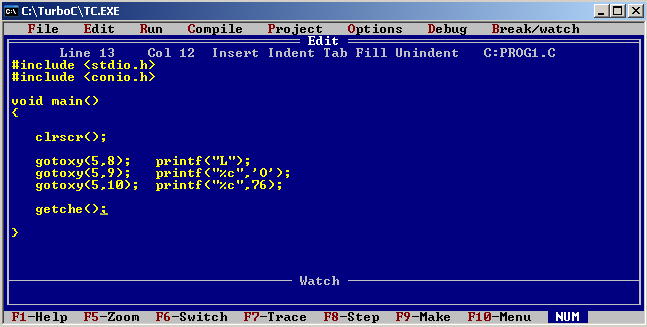 C:\TurboC\TC.EXE
File Edit Run Compile Project Options Debug Break/watch
Edit
Line 13 Col 12 Insert Indent Tab Fill Unindent C:PROG1.C
#include <stdio.h>
#include <conio.h>
void main()
{
clrscr();
gotoxy(5,8); printf("L");
gotoxy(5,9); printf("%c",'O');
gotoxy(5,10); printf("%c",76);
getche();
}
Watch
F1-Help F5-Zoom F6-Switch F7-Trace F8-Step F9-Make F10-Menu NUM